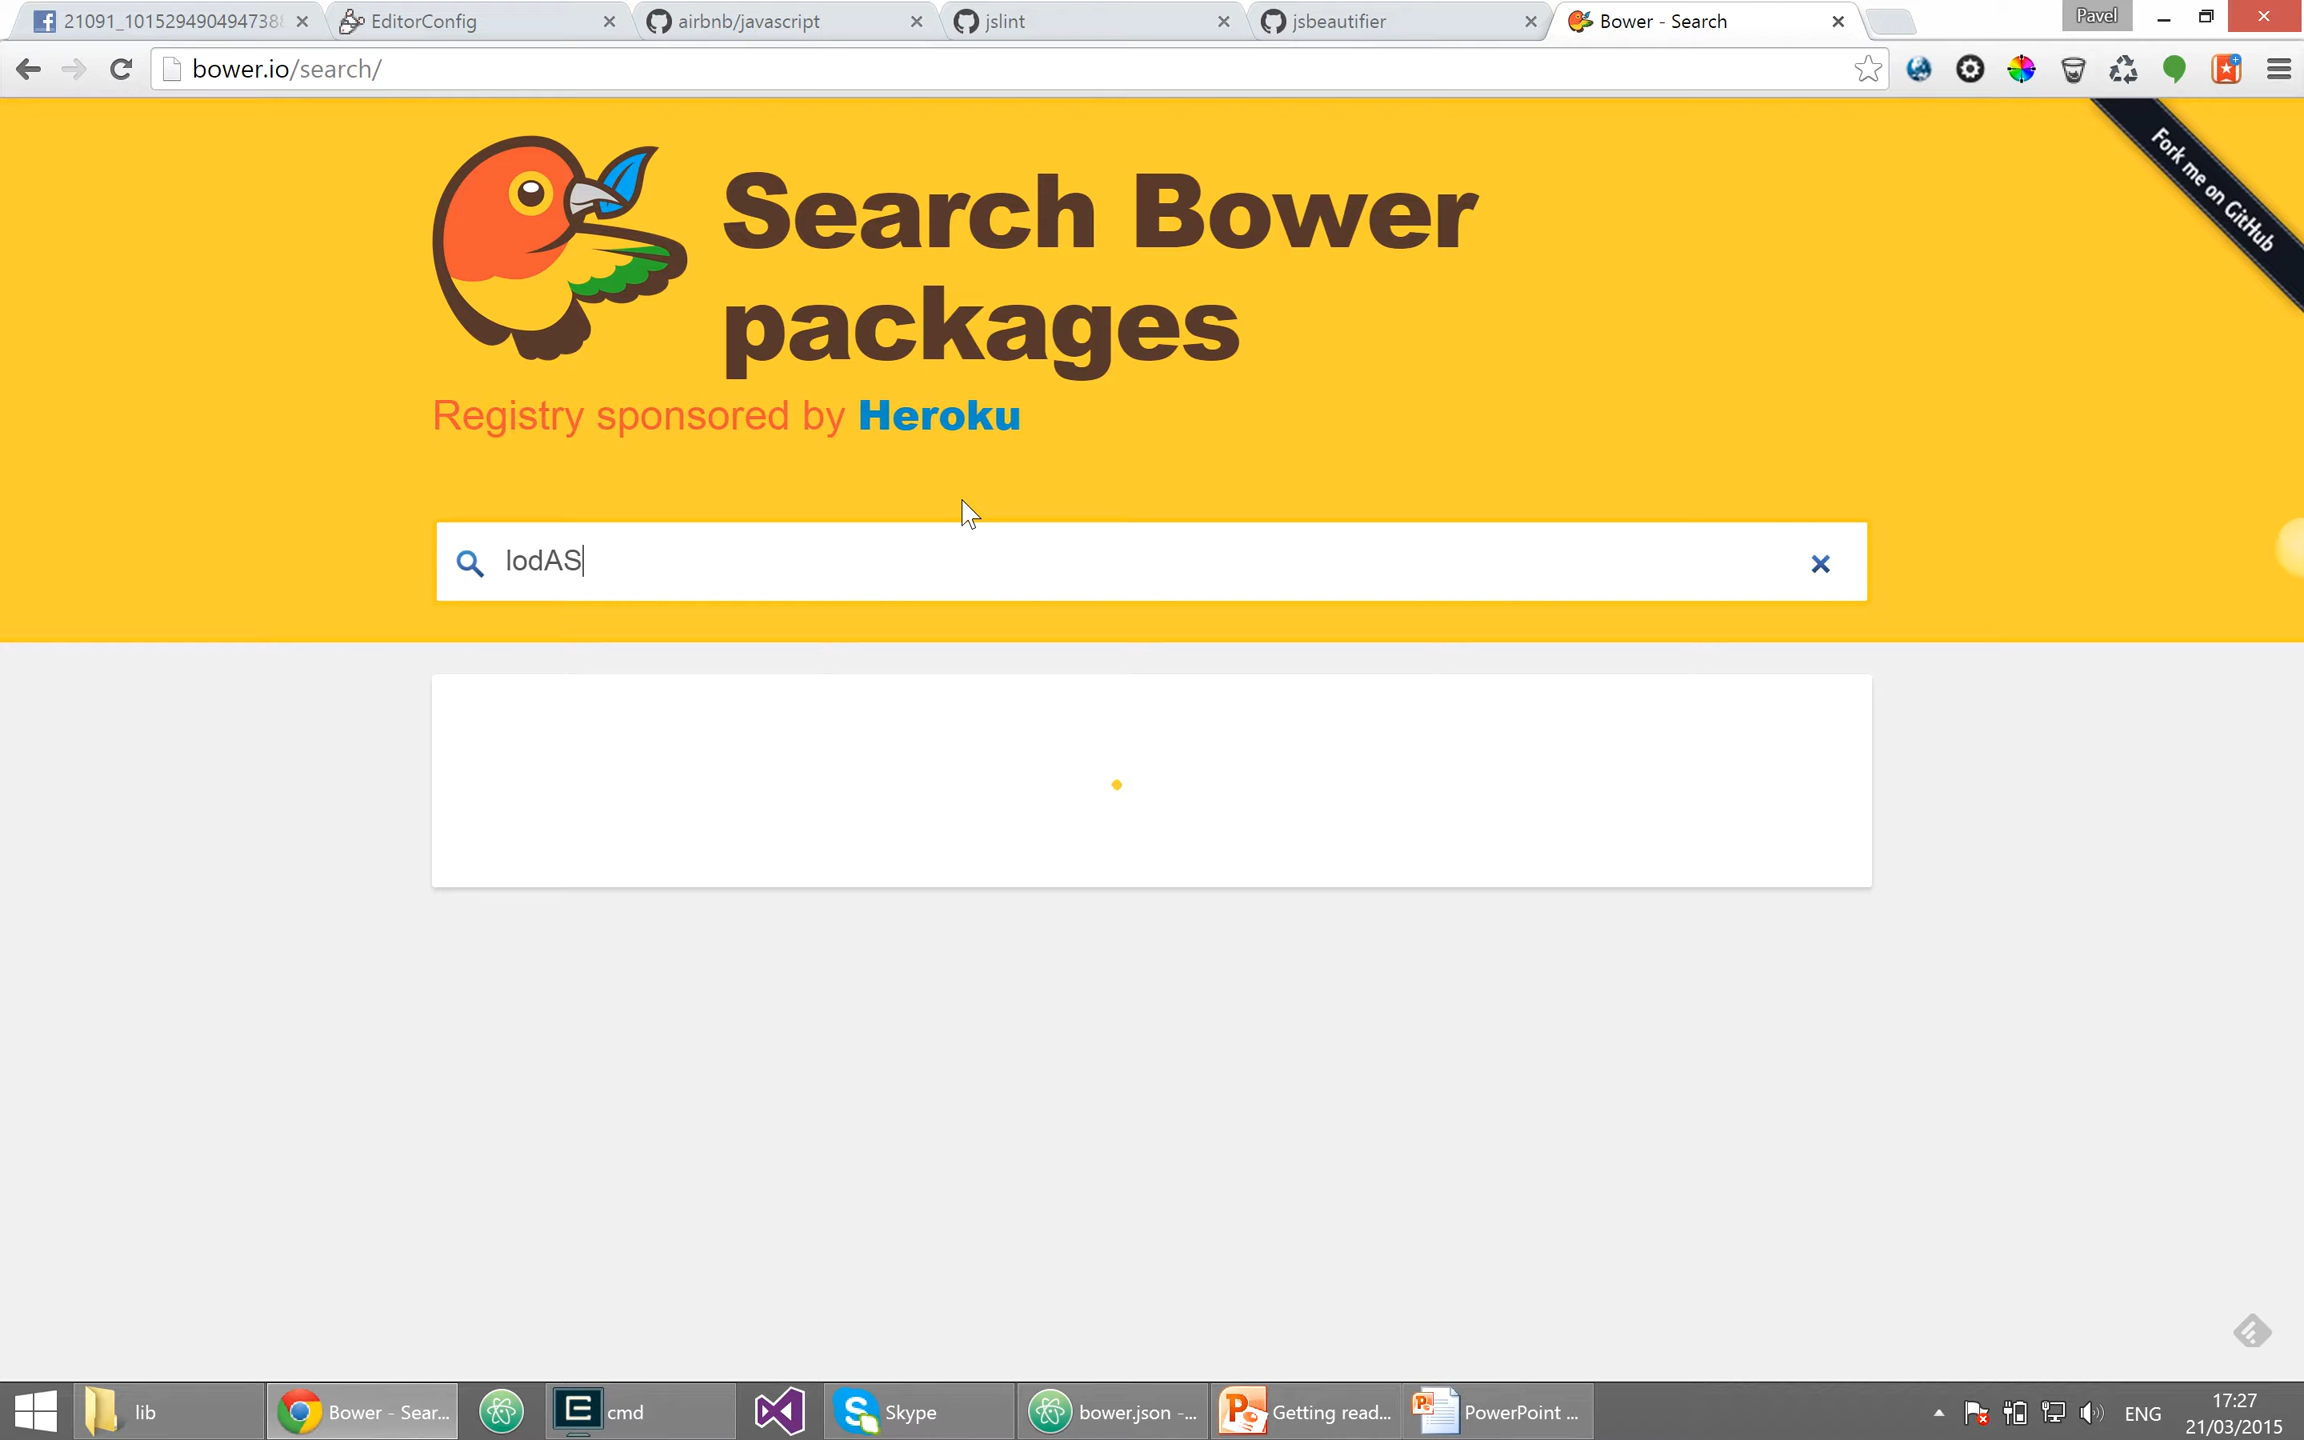 21091_10152949049473​88
EditorConfig
airbnb/javascript
jslint
jsbeautifier
Bower - Search
Pavel
bower.io/search/
Fork me on GitHub
Search Bower
packages
Registry sponsored by Heroku
lodAS
lib
Bower - Sear...
cmd
Skype
bower.json -...
Getting read...
PowerPoint ...
ENG
17:27
21/03/2015